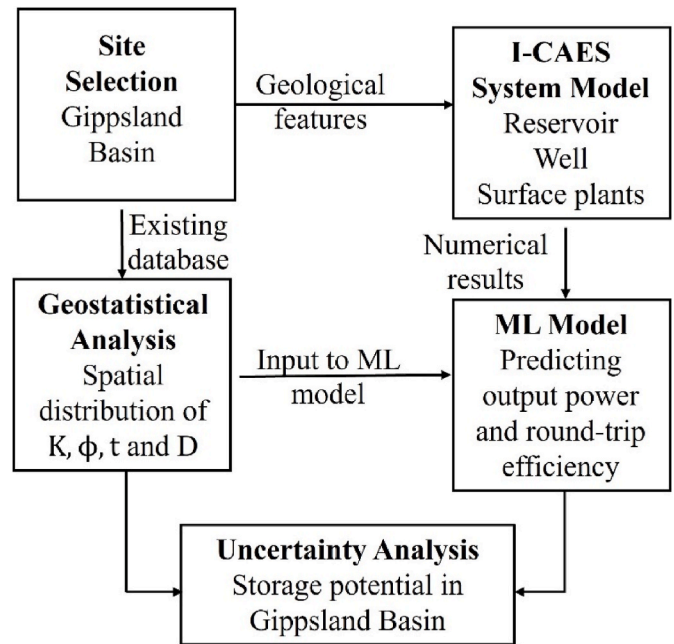 Site
Selection
Gippsland
Basin
Geological
features
I-CAES
System Model
Reservoir
Well
Surface plants
Existing
database
Numerical
results
Geostatistical
Analysis
Spatial
distribution of
K, ϕ, t and D
Input to ML
model
ML Model
Predicting
output power
and round-trip
efficiency
Uncertainty Analysis
Storage potential in
Gippsland Basin